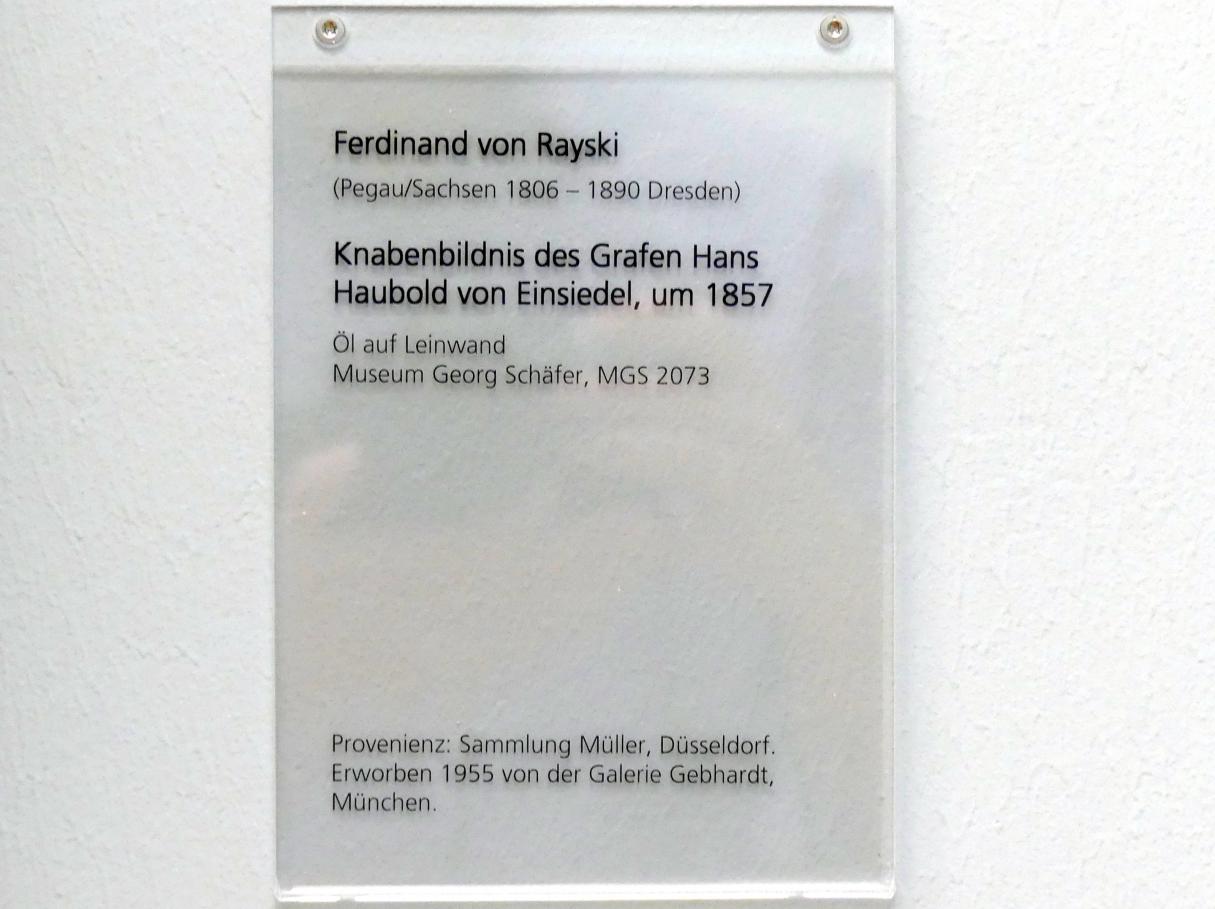 Ferdinand von Rayski
(Pegau/Sachsen 1806 – 1890 Dresden)
Knabenbildnis des Grafen Hans
Haubold von Einsiedel, um 1857
Öl auf Leinwand
Museum Georg Schäfer, MGS 2073
Provenienz: Sammlung Müller, Düsseldorf.
Erworben 1955 von der Galerie Gebhardt,
München.